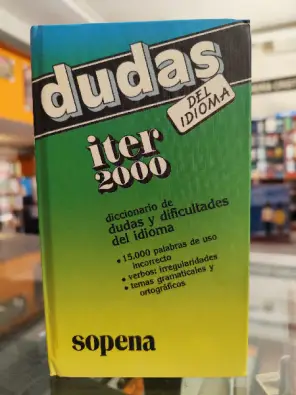 dudas
DEL
IDIOMA
iter
2000
diccionario de
dudas y dificultades
del idioma
• 15.000 palabras de uso
incorrecto
• verbos: irregularidades
• temas gramaticales y
ortográficos
sopena